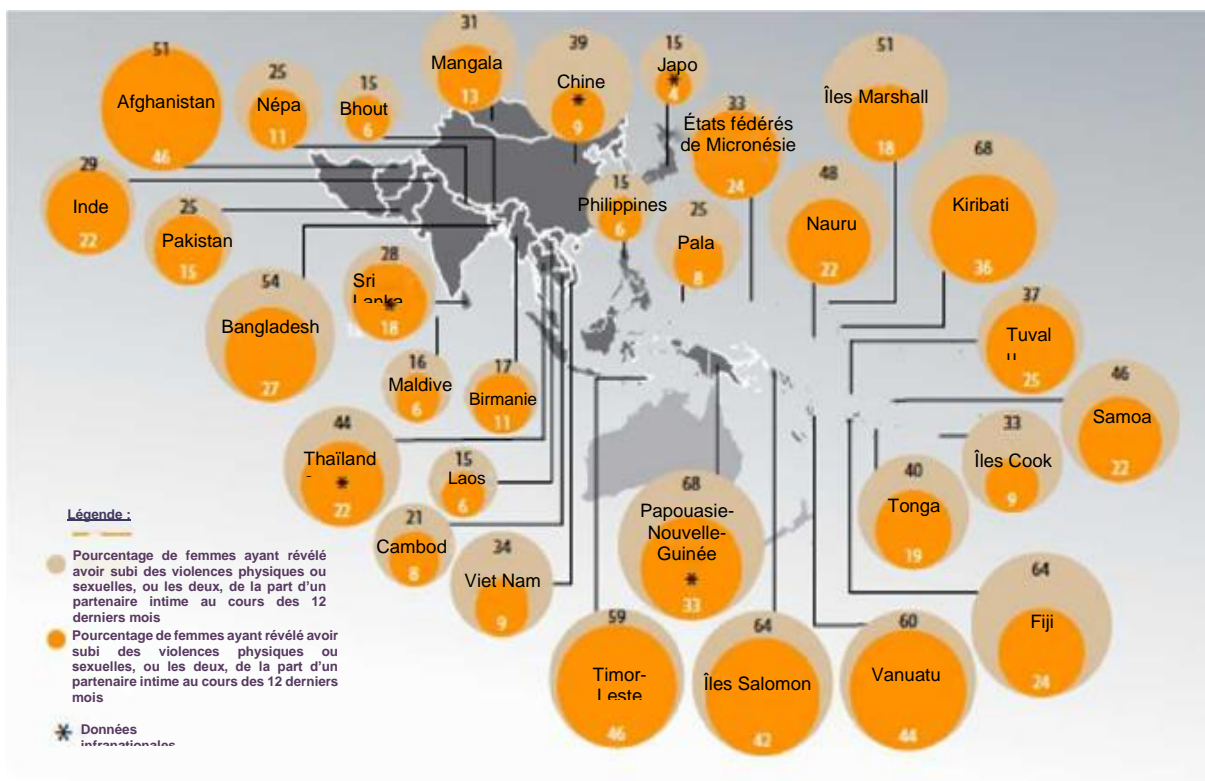 51
Afghanistan
46
25
Népa
11
15
Bhout
6
31
Mangala
13
39
Chine
*
9
15
Japo
*
4
33
États fédérés
de Micronésie
24
51
Îles Marshall
18
68
Kiribati
36
29
Inde
22
25
Pakistan
15
15
Philippines
6
25
Pala
8
48
Nauru
22
54
Bangladesh
27
28
Sri
*
18
37
Tuval
25
16
Maldive
6
17
Birmanie
11
46
Samoa
22
44
Thaïland
*
22
15
Laos
6
33
Îles Cook
9
40
Tonga
19
68
Papouasie-
Nouvelle-
Guinée
*
33
21
Cambod
8
34
Viet Nam
9
59
Timor-
Leste
46
64
Îles Salomon
42
60
Vanuatu
44
64
Fiji
24
Légende :
Pourcentage de femmes ayant révélé
avoir subi des violences physiques ou
sexuelles, ou les deux, de la part d'un
partenaire intime au cours des 12
derniers mois
Pourcentage de femmes ayant révélé avoir
subi des violences physiques ou
sexuelles, ou les deux, de la part d'un
partenaire intime au cours des 12 derniers
mois
* Données
infranationales